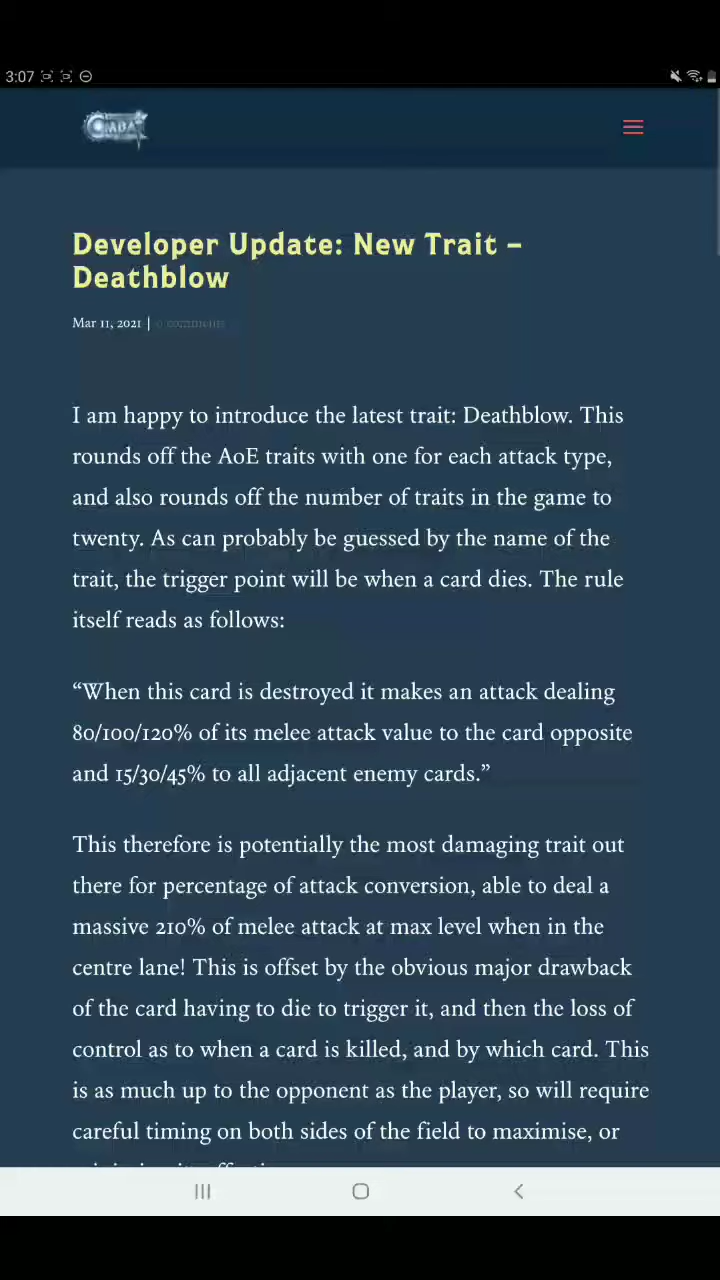 3:07
Developer Update: New Trait –
Deathblow
Mar 11, 2021 | 0 comments
I am happy to introduce the latest trait: Deathblow. This
rounds off the AoE traits with one for each attack type,
and also rounds off the number of traits in the game to
twenty. As can probably be guessed by the name of the
trait, the trigger point will be when a card dies. The rule
itself reads as follows:
“When this card is destroyed it makes an attack dealing
80/100/120% of its melee attack value to the card opposite
and 15/30/45% to all adjacent enemy cards.”
This therefore is potentially the most damaging trait out
there for percentage of attack conversion, able to deal a
massive 210% of melee attack at max level when in the
centre lane! This is offset by the obvious major drawback
of the card having to die to trigger it, and then the loss of
control as to when a card is killed, and by which card. This
is as much up to the opponent as the player, so will require
careful timing on both sides of the field to maximise, or